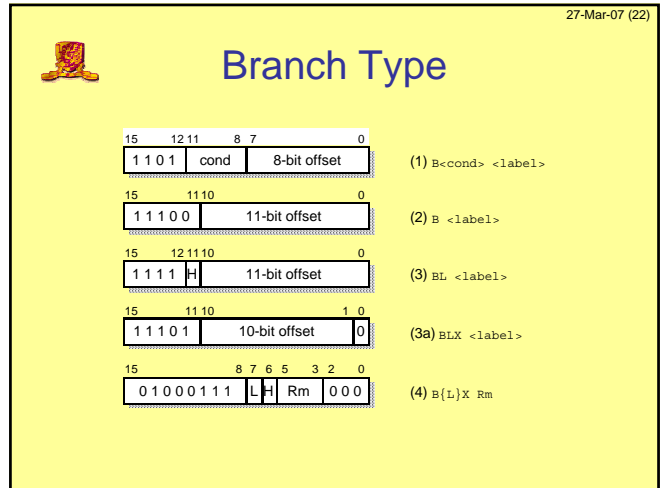 27-Mar-07 (22)
Branch Type
15 12 11 8 7 0
1 1 0 1 cond 8-bit offset (1) B<cond> <label>
15 11 10 0
1 1 1 0 0 11-bit offset (2) B <label>
15 12 11 10 0
1 1 1 1 H 11-bit offset (3) BL <label>
15 11 10 1 0
1 1 1 0 1 10-bit offset 0 (3a) BLX <label>
15 8 7 6 5 3 2 0
0 1 0 0 0 1 1 1 L H Rm 0 0 0 (4) B{L}X Rm